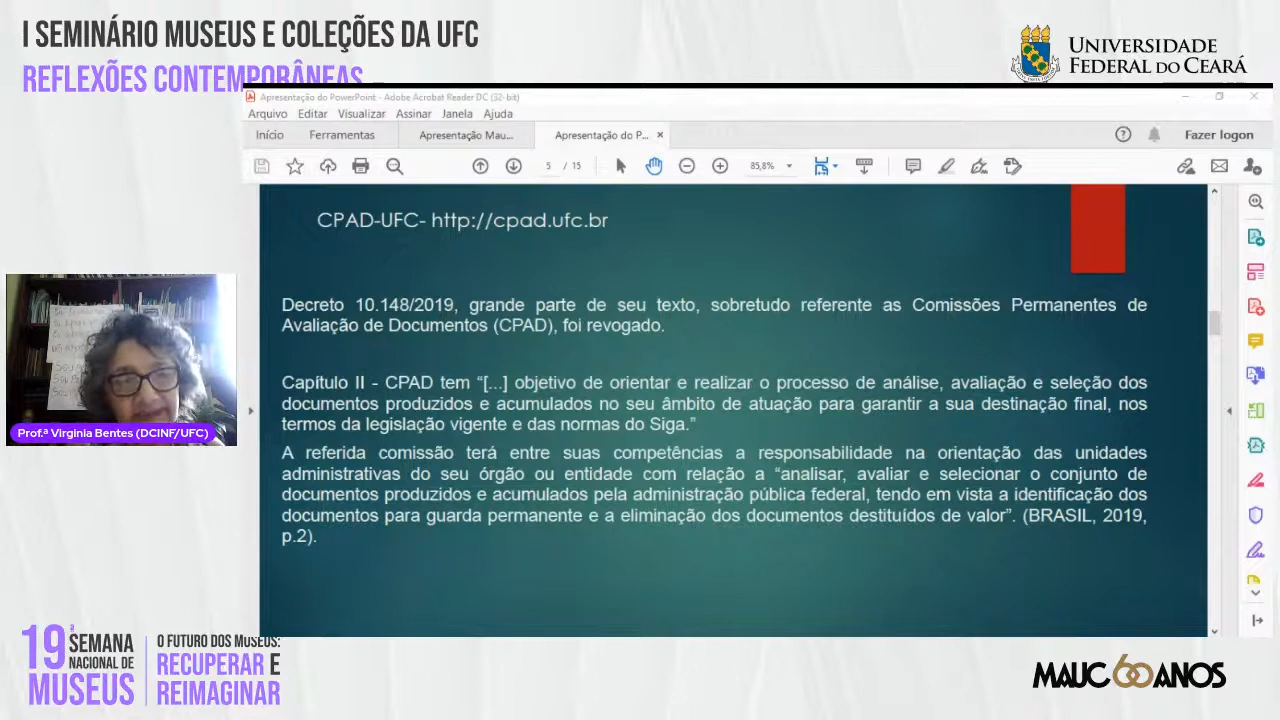 I SEMINÁRIO MUSEUS E COLEÇÕES DA UFC
REFLEXÕES CONTEMPORÂNEAS
UNIVERSIDADE
FEDERAL DO CEARÁ
Apresentação do PowerPoint - Adobe Acrobat Reader DC (32-bit)
Arquivo Editar Visualizar Assinar Janela Ajuda
Início Ferramentas Apresentação Mau... Apresentação do P... × Fazer logon
5 / 15 85,8%
CPAD-UFC- http://cpad.ufc.br
Decreto 10.148/2019, grande parte de seu texto, sobretudo referente as Comissões Permanentes de
Avaliação de Documentos (CPAD), foi revogado.
Capítulo II - CPAD tem “[...] objetivo de orientar e realizar o processo de análise, avaliação e seleção dos
documentos produzidos e acumulados no seu âmbito de atuação para garantir a sua destinação final, nos
termos da legislação vigente e das normas do Siga.”
A referida comissão terá entre suas competências a responsabilidade na orientação das unidades
administrativas do seu órgão ou entidade com relação a “analisar, avaliar e selecionar o conjunto de
documentos produzidos e acumulados pela administração pública federal, tendo em vista a identificação dos
documentos para guarda permanente e a eliminação dos documentos destituídos de valor”. (BRASIL, 2019,
p.2).
Prof.ª Virginia Bentes (DCINF/UFC)
19ª SEMANA
NACIONAL DE
MUSEUS
O FUTURO DOS MUSEUS:
RECUPERAR E
REIMAGINAR
MAUC 60 ANOS